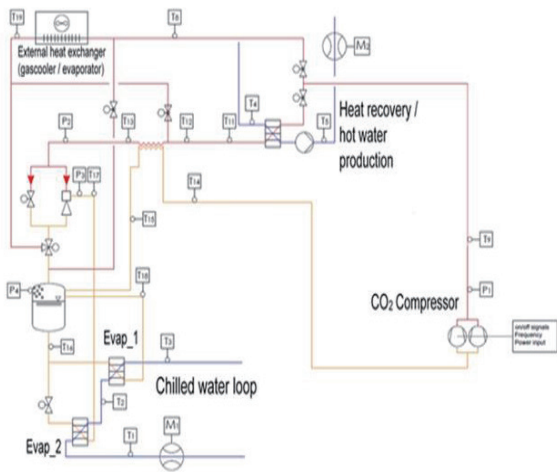 T19
T6
External heat exchanger
(gascooler / evaporator)
M2
T4
Heat recovery /
hot water
production
P2
T13
T12
T11
T5
P3
T17
T14
T15
T9
T18
P4
P1
CO₂ Compressor
on/off signals
Frequency
Power input
T16
Evap_1
T3
Chilled water loop
T2
Evap_2
T1
M1